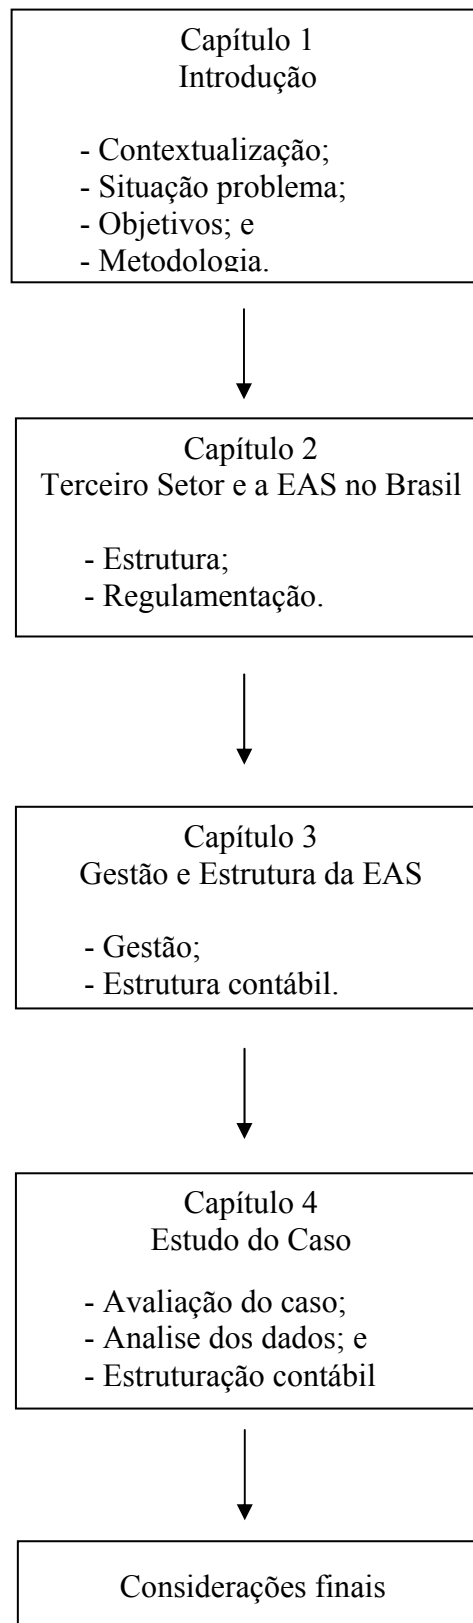 Capítulo 1
Introdução
- Contextualização;
- Situação problema;
- Objetivos; e
- Metodologia.
Capítulo 2
Terceiro Setor e a EAS no Brasil
- Estrutura;
- Regulamentação.
Capítulo 3
Gestão e Estrutura da EAS
- Gestão;
- Estrutura contábil.
Capítulo 4
Estudo do Caso
- Avaliação do caso;
- Analise dos dados; e
- Estruturação contábil
Considerações finais